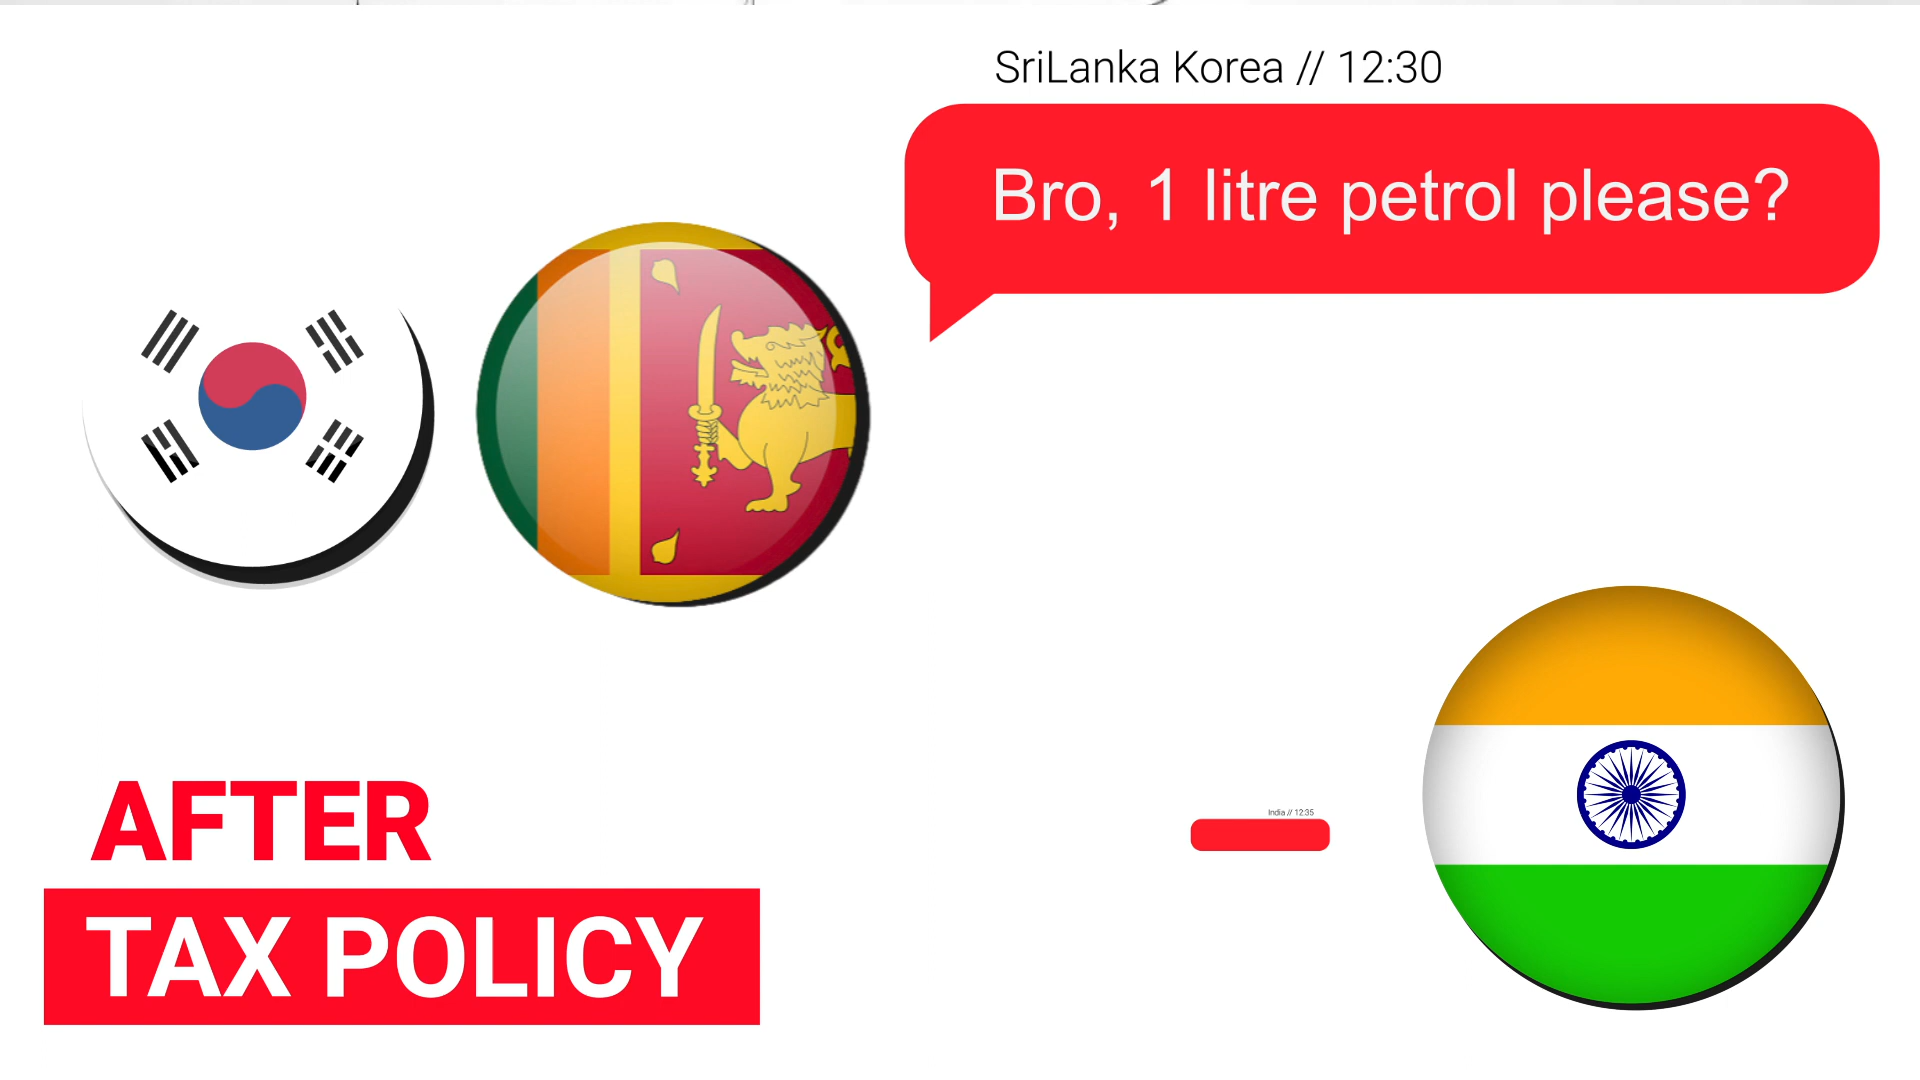 SriLanka Korea // 12:30
Bro, 1 litre petrol please?
India // 12:35
AFTER
TAX POLICY